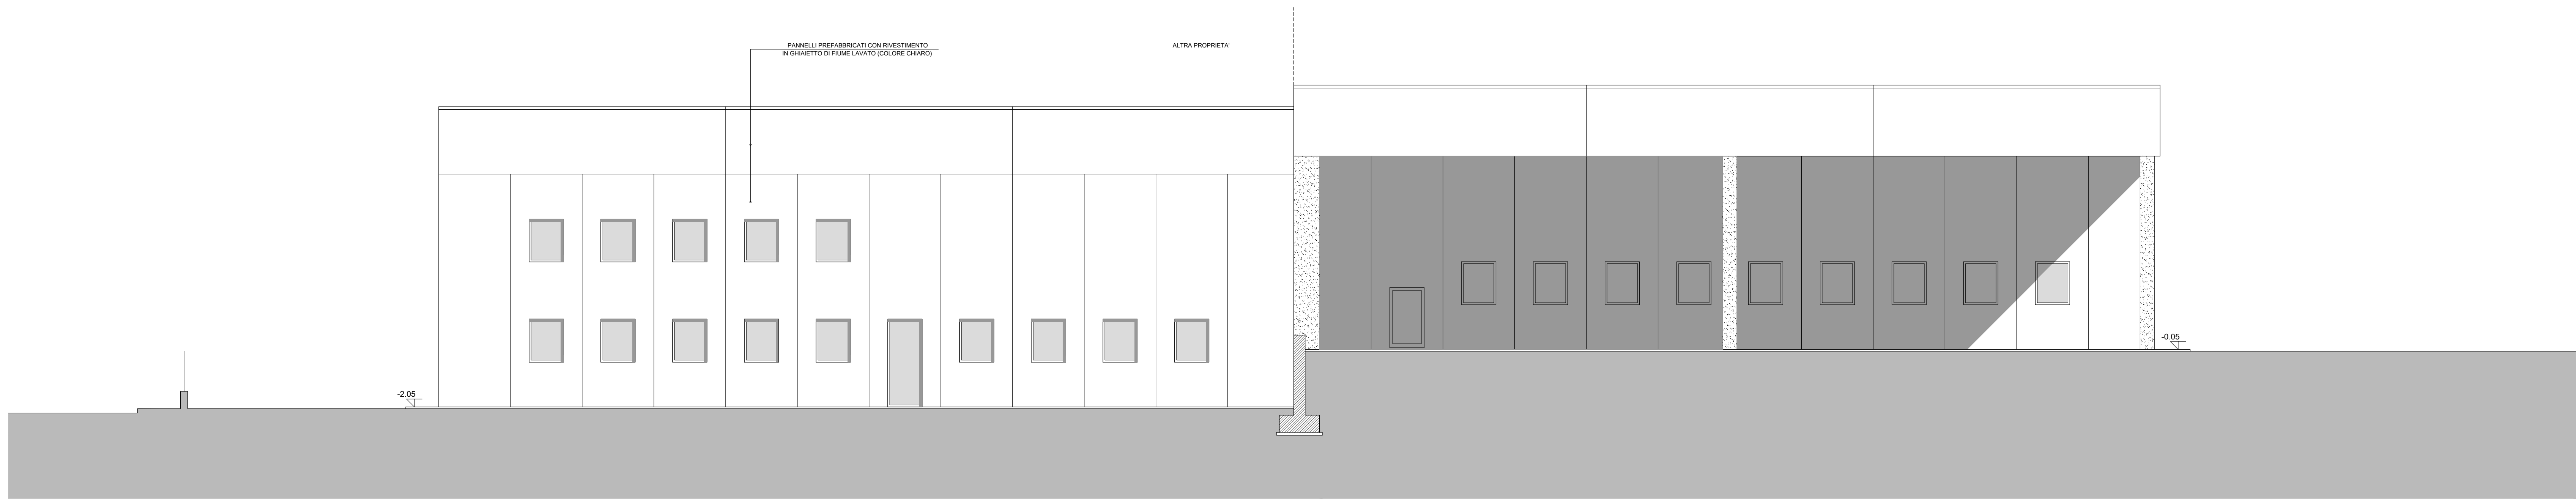 PANNELLI PREFABBRICATI CON RIVESTIMENTO
IN GHIAIETTO DI FIUME LAVATO (COLORE CHIARO)
ALTRA PROPRIETA'
-0.05
-2.05